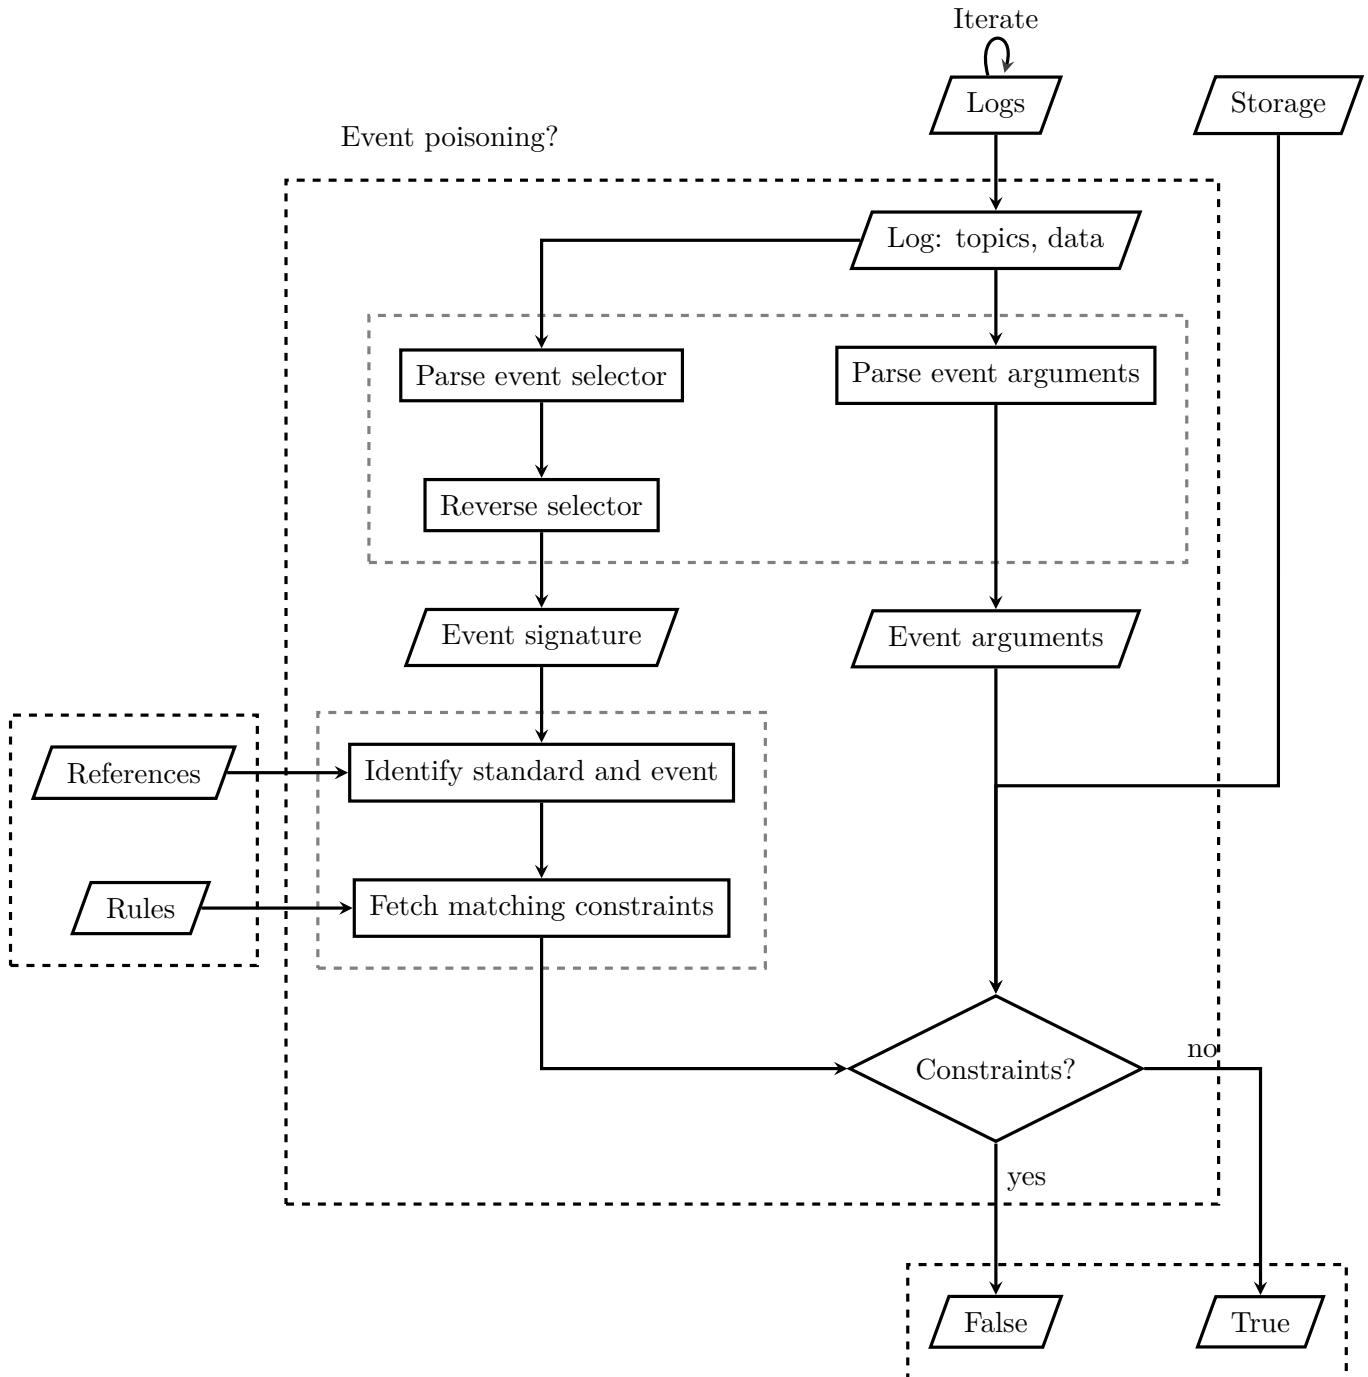 Iterate
Logs
Storage
Event poisoning?
Log: topics, data
Parse event selector
Parse event arguments
Reverse selector
Event signature
Event arguments
References
Identify standard and event
Rules
Fetch matching constraints
no
Constraints?
yes
False
True